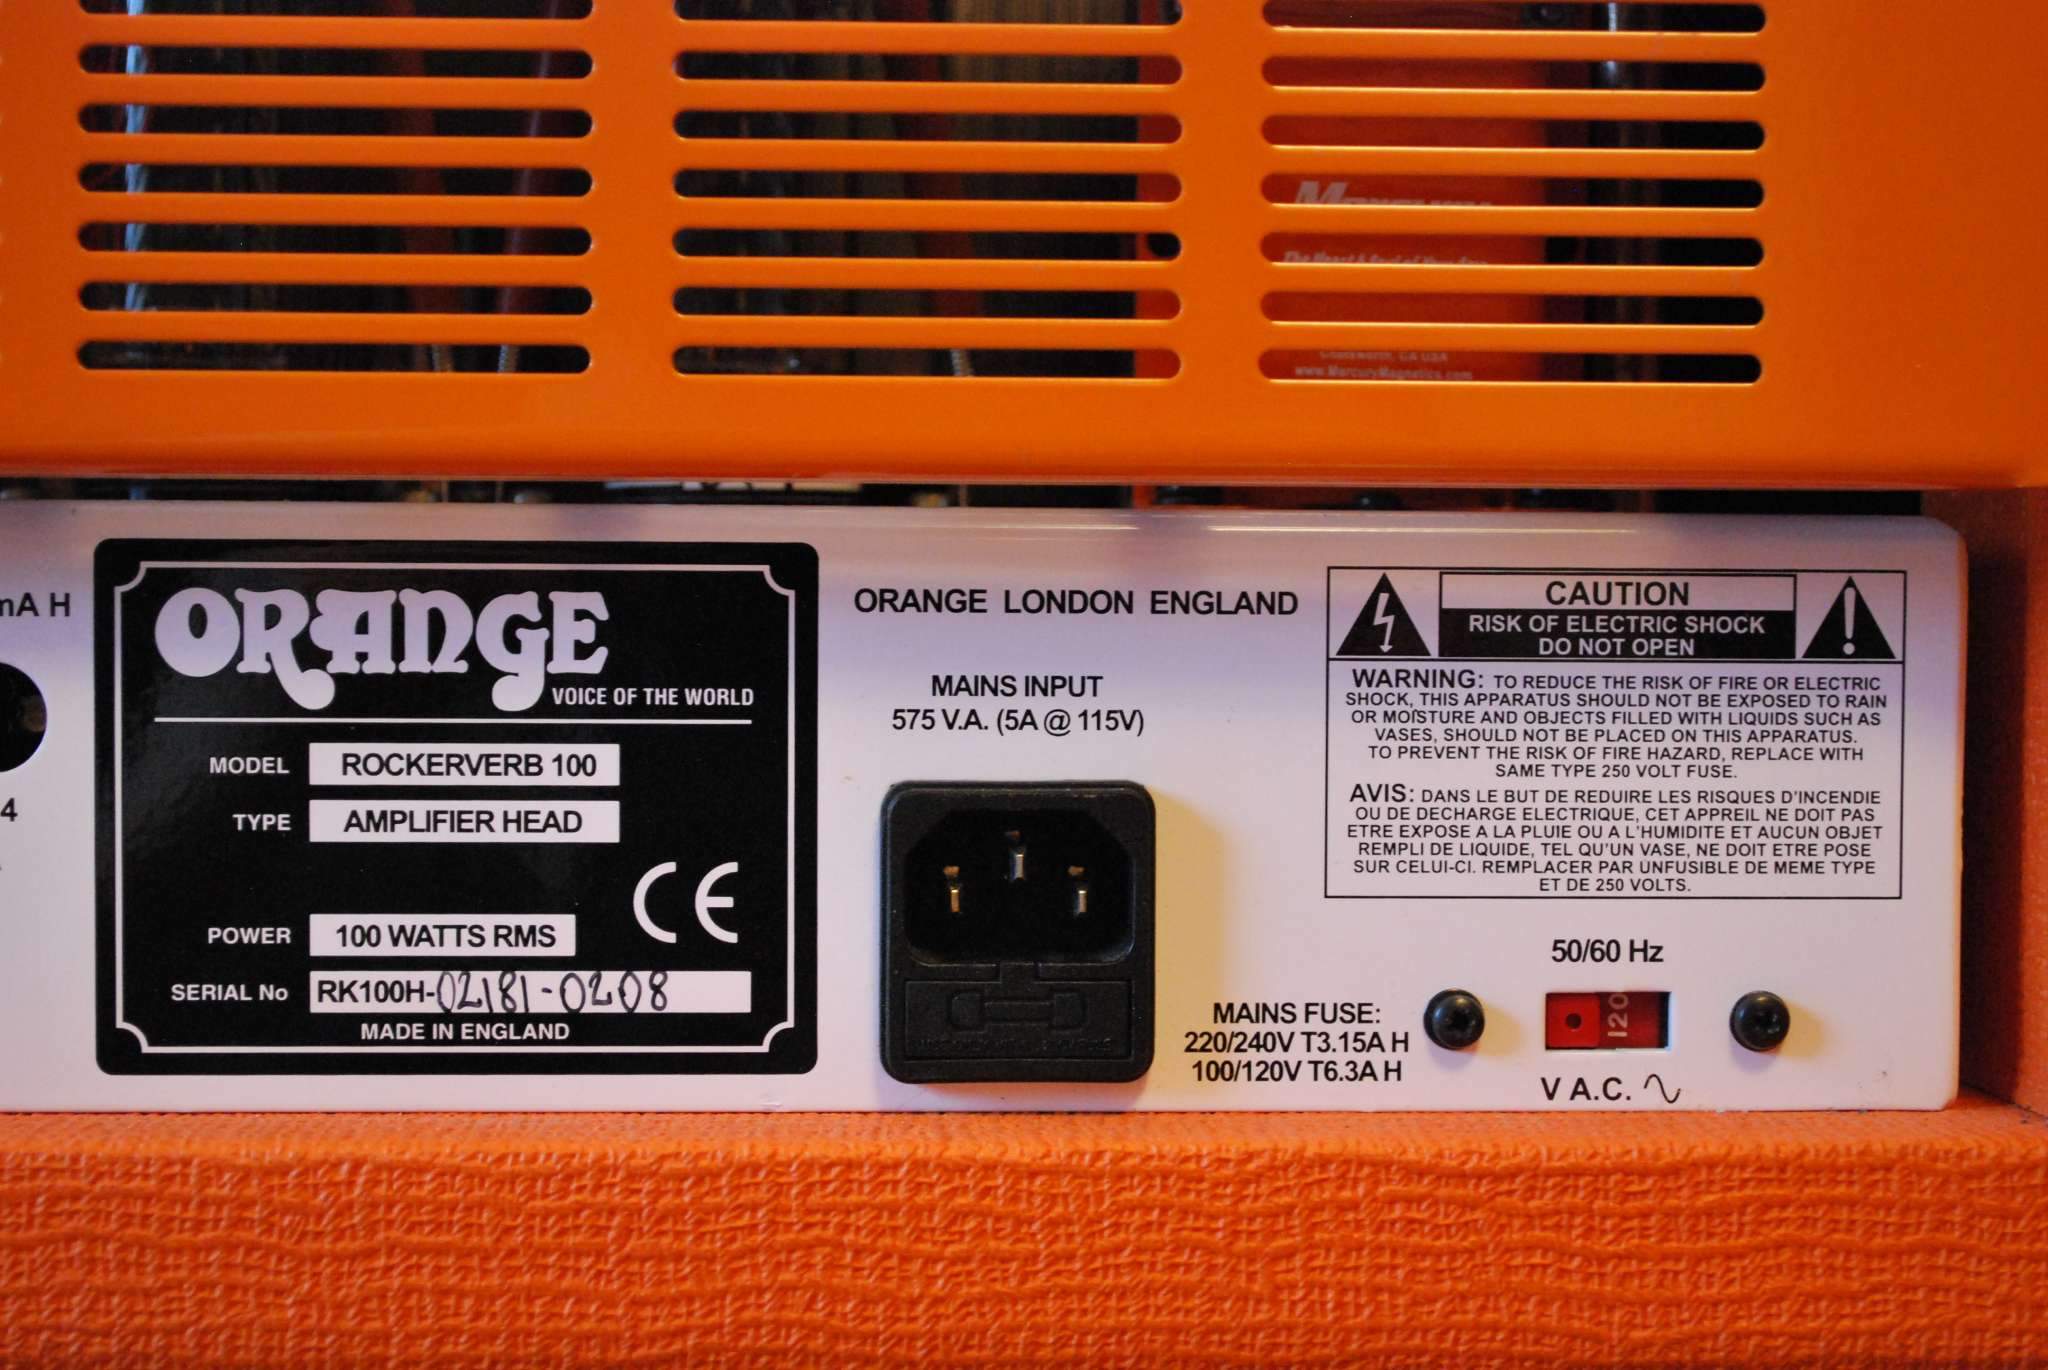 Chatsworth, CA USA
www.MercuryMagnetics.com
mA H
4
ORANGE
VOICE OF THE WORLD
MODEL ROCKERVERB 100
TYPE AMPLIFIER HEAD
CE
POWER 100 WATTS RMS
SERIAL No RK100H-02181-0208
MADE IN ENGLAND
ORANGE LONDON ENGLAND
MAINS INPUT
575 V.A. (5A @ 115V)
CAUTION
RISK OF ELECTRIC SHOCK
DO NOT OPEN
WARNING: TO REDUCE THE RISK OF FIRE OR ELECTRIC
SHOCK, THIS APPARATUS SHOULD NOT BE EXPOSED TO RAIN
OR MOISTURE AND OBJECTS FILLED WITH LIQUIDS SUCH AS
VASES, SHOULD NOT BE PLACED ON THIS APPARATUS.
TO PREVENT THE RISK OF FIRE HAZARD, REPLACE WITH
SAME TYPE 250 VOLT FUSE.
AVIS: DANS LE BUT DE REDUIRE LES RISQUES D'INCENDIE
OU DE DECHARGE ELECTRIQUE, CET APPREIL NE DOIT PAS
ETRE EXPOSE A LA PLUIE OU A L'HUMIDITE ET AUCUN OBJET
REMPLI DE LIQUIDE, TEL QU'UN VASE, NE DOIT ETRE POSE
SUR CELUI-CI. REMPLACER PAR UNFUSIBLE DE MEME TYPE
ET DE 250 VOLTS.
50/60 Hz
MAINS FUSE:
220/240V T3.15A H
100/120V T6.3A H
120
V A.C.